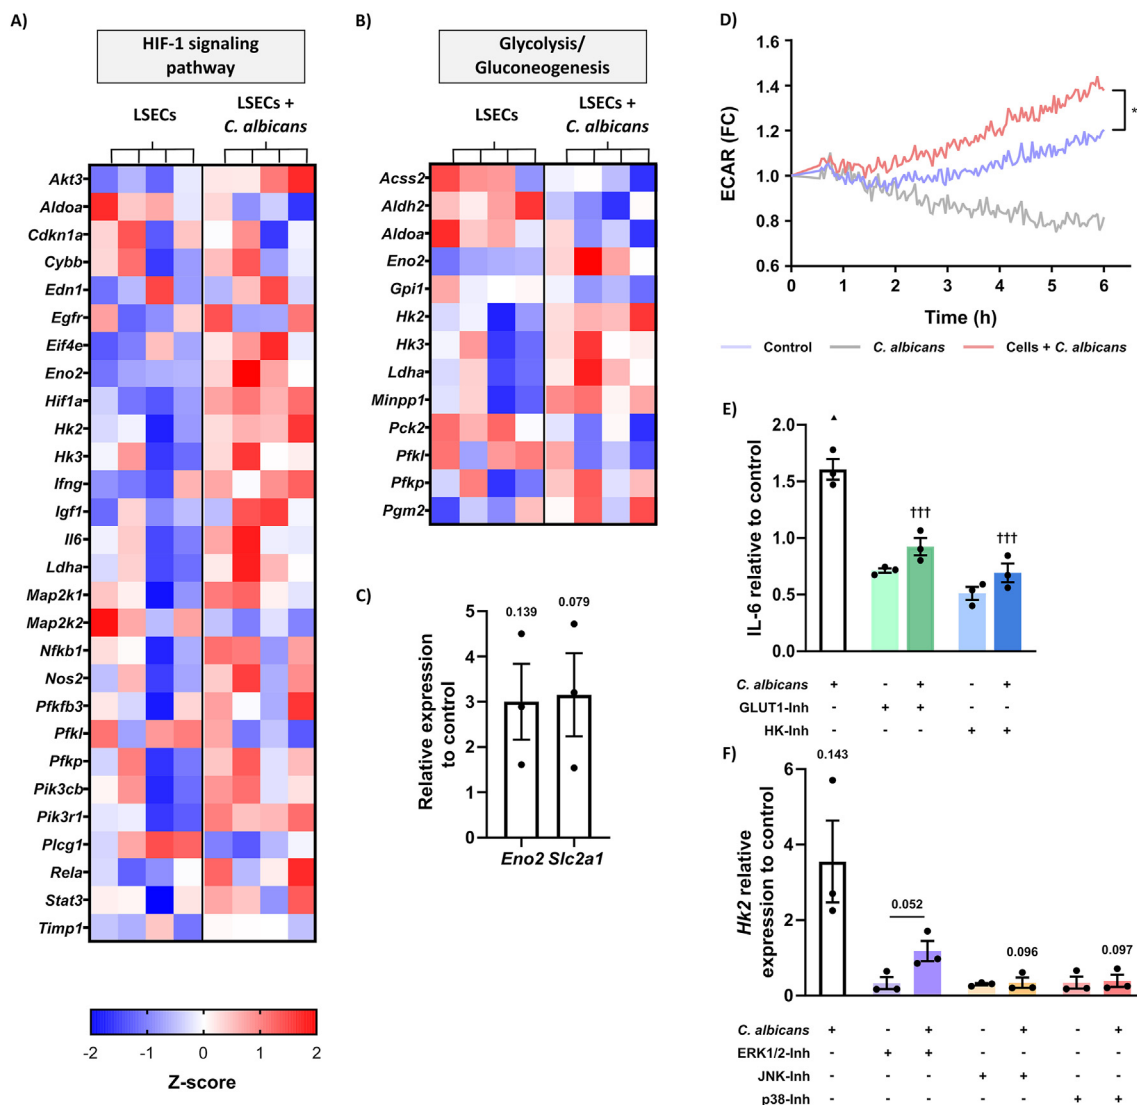 A)
HIF-1 signaling
pathway
LSECs
LSECs +
C. albicans
Akt3
Aldoa
Cdkn1a
Cybb
Edn1
Egfr
Eif4e
Eno2
Hif1a
Hk2
Hk3
Ifng
Igf1
Il6
Ldha
Map2k1
Map2k2
Nfkb1
Nos2
Pfkfb3
Pfkl
Pfkp
Pik3cb
Pik3r1
Plcg1
Rela
Stat3
Timp1
-2 -1 0 1 2
Z-score
B)
Glycolysis/
Gluconeogenesis
LSECs
LSECs +
C. albicans
Acss2
Aldh2
Aldoa
Eno2
Gpi1
Hk2
Hk3
Ldha
Minpp1
Pck2
Pfkl
Pfkp
Pgm2
C)
Relative expression
to control
5
4
3
2
1
0
0.139 0.079
Eno2 Slc2a1
D)
ECAR (FC)
1.6
1.4
1.2
1.0
0.8
0.6
*
0 1 2 3 4 5 6
Time (h)
Control C. albicans Cells + C. albicans
E)
IL-6 relative to control
2.0
1.5
1.0
0.5
0.0
▲
†††
†††
C. albicans + - + - +
GLUT1-Inh - + + - -
HK-Inh - - - + +
F)
Hk2 relative
expression to control
6
4
2
0
0.143
0.052
0.096
0.097
C. albicans + - + - + - +
ERK1/2-Inh - + + - - - -
JNK-Inh - - - + + - -
p38-Inh - - - - - + +